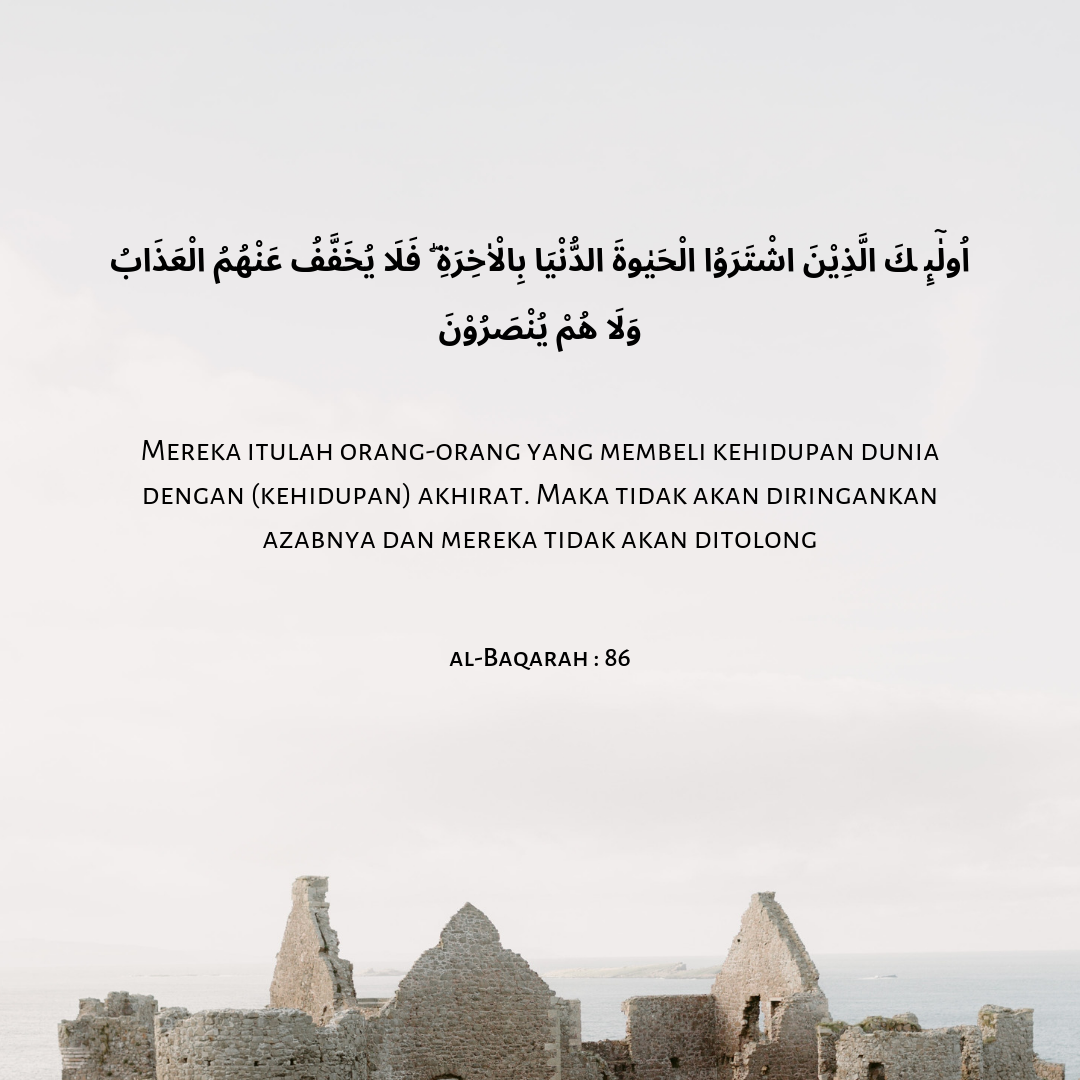 اُولٰۤىِٕكَ الَّذِيْنَ اشْتَرَوُا الْحَيٰوةَ الدُّنْيَا بِالْاٰخِرَةِ ۖ فَلَا يُخَفَّفُ عَنْهُمُ الْعَذَابُ
وَلَا هُمْ يُنْصَرُوْنَ
Mereka itulah orang-orang yang membeli kehidupan dunia
dengan (kehidupan) akhirat. Maka tidak akan diringankan
azabnya dan mereka tidak akan ditolong
al-Baqarah : 86